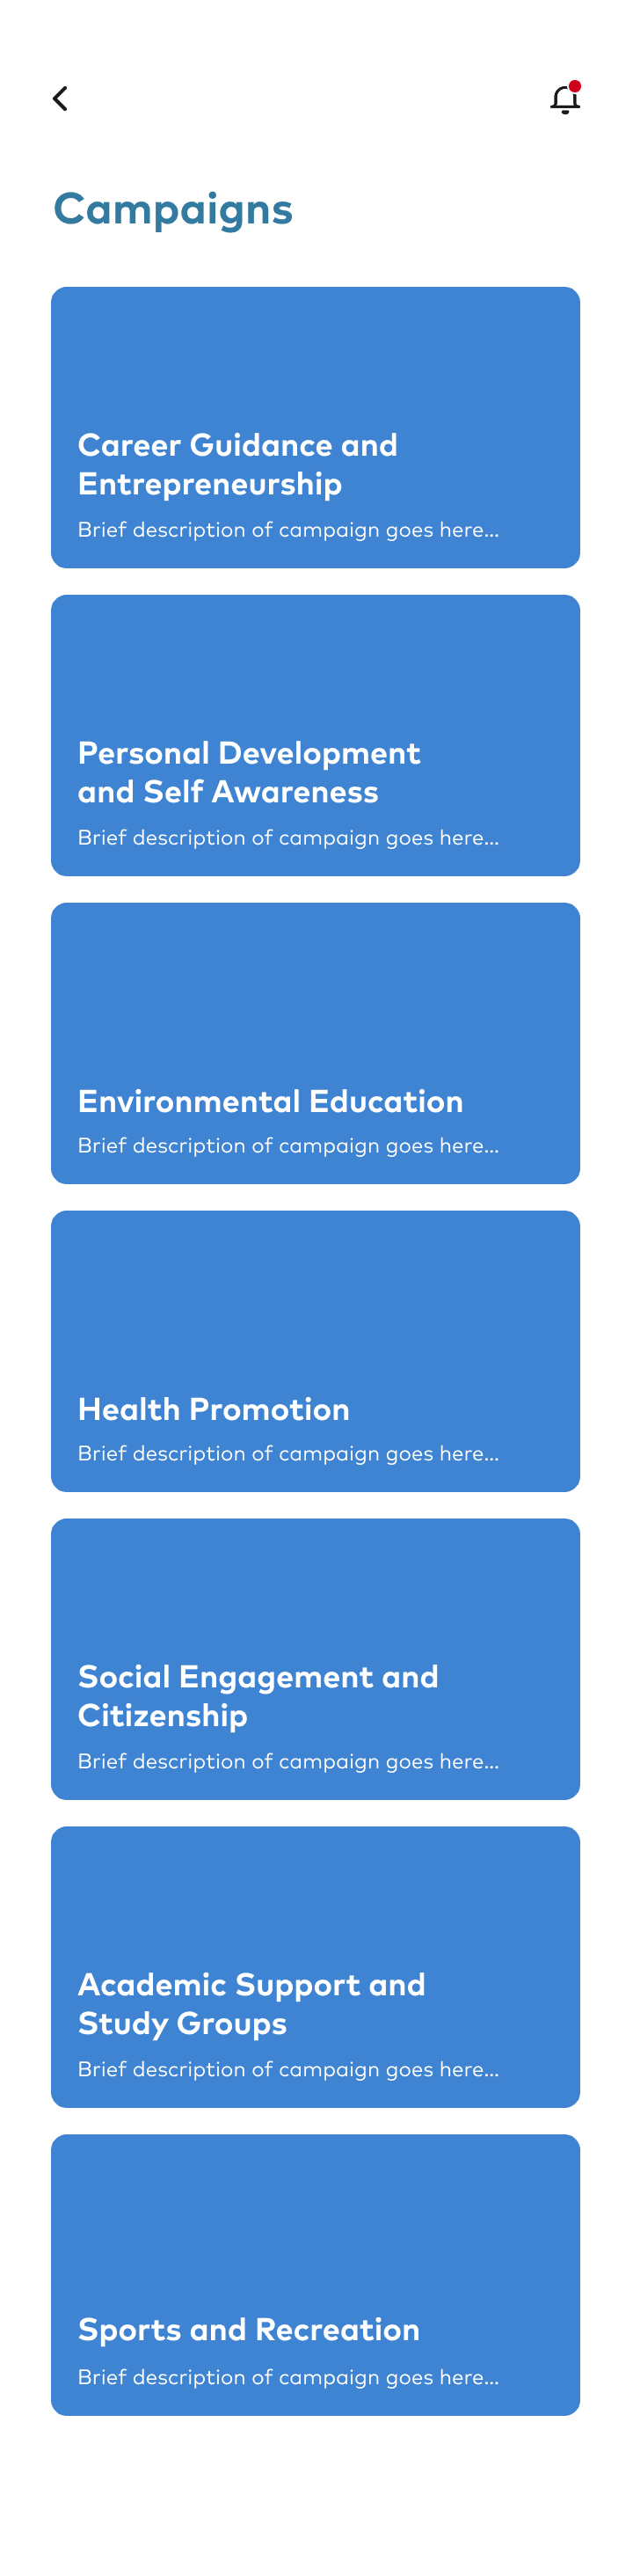 Campaigns
Career Guidance and
Entrepreneurship
Brief description of campaign goes here...
Personal Development
and Self Awareness
Brief description of campaign goes here...
Environmental Education
Brief description of campaign goes here...
Health Promotion
Brief description of campaign goes here...
Social Engagement and
Citizenship
Brief description of campaign goes here...
Academic Support and
Study Groups
Brief description of campaign goes here...
Sports and Recreation
Brief description of campaign goes here...